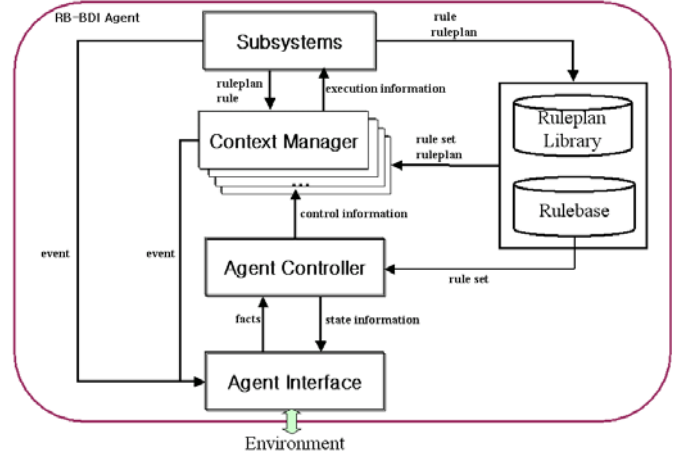 RB-BDI Agent
rule
ruleplan
Subsystems
ruleplan
rule
execution information
Ruleplan
Library
Context Manager
rule set
ruleplan
...
Rulebase
control information
event
event
Agent Controller
rule set
facts
state information
Agent Interface
Environment